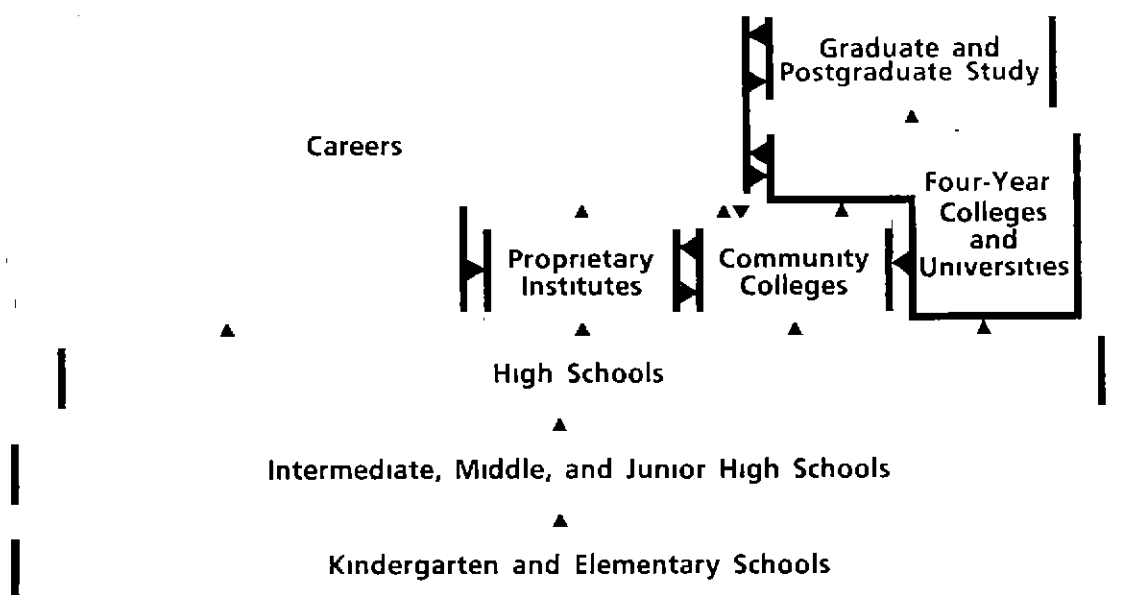 Graduate and
Postgraduate Study
Careers
Four-Year
Colleges
and
Universities
Proprietary
Institutes
Community
Colleges
High Schools
Intermediate, Middle, and Junior High Schools
Kindergarten and Elementary Schools